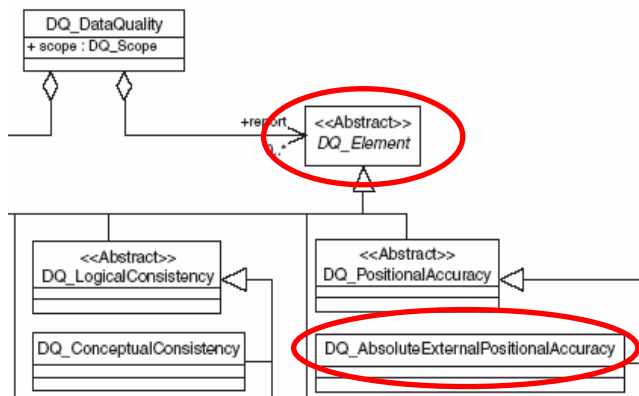 DQ_DataQuality
+ scope : DQ_Scope
+report
0..*
<<Abstract>>
DQ_Element
<<Abstract>>
DQ_LogicalConsistency
<<Abstract>>
DQ_PositionalAccuracy
DQ_ConceptualConsistency
DQ_AbsoluteExternalPositionalAccuracy